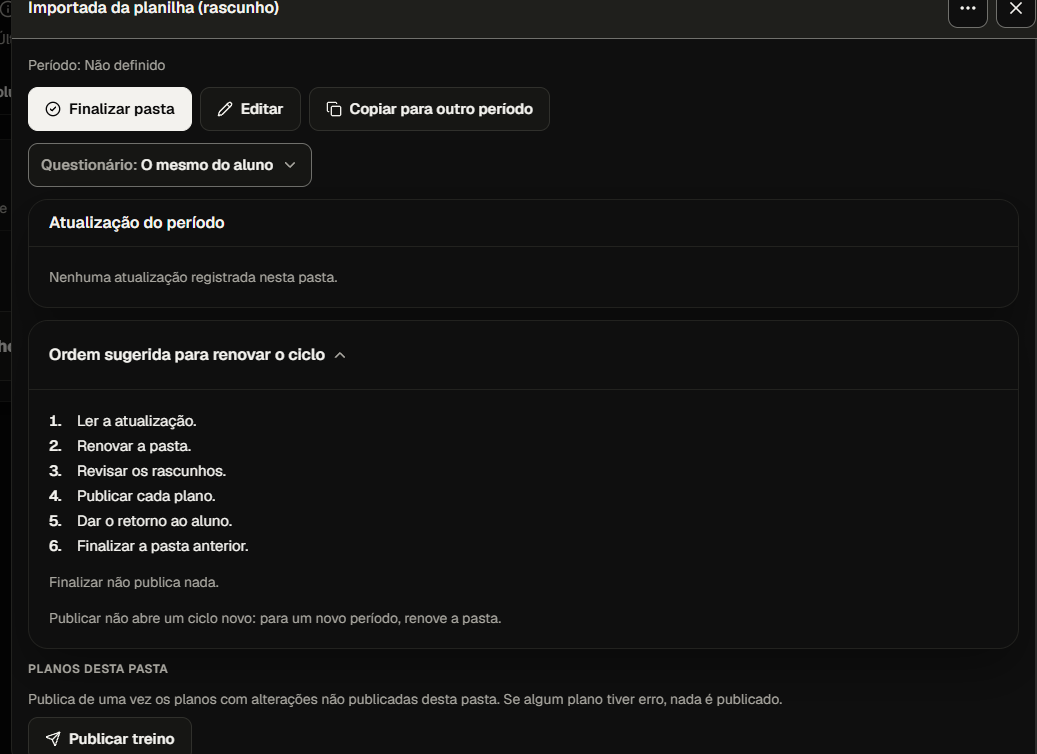 Importada da planilha (rascunho)
Período: Não definido
Finalizar pasta
Editar
Copiar para outro período
Questionário: O mesmo do aluno
Atualização do período
Nenhuma atualização registrada nesta pasta.
Ordem sugerida para renovar o ciclo
1. Ler a atualização.
2. Renovar a pasta.
3. Revisar os rascunhos.
4. Publicar cada plano.
5. Dar o retorno ao aluno.
6. Finalizar a pasta anterior.
Finalizar não publica nada.
Publicar não abre um ciclo novo: para um novo período, renove a pasta.
PLANOS DESTA PASTA
Publica de uma vez os planos com alterações não publicadas desta pasta. Se algum plano tiver erro, nada é publicado.
Publicar treino